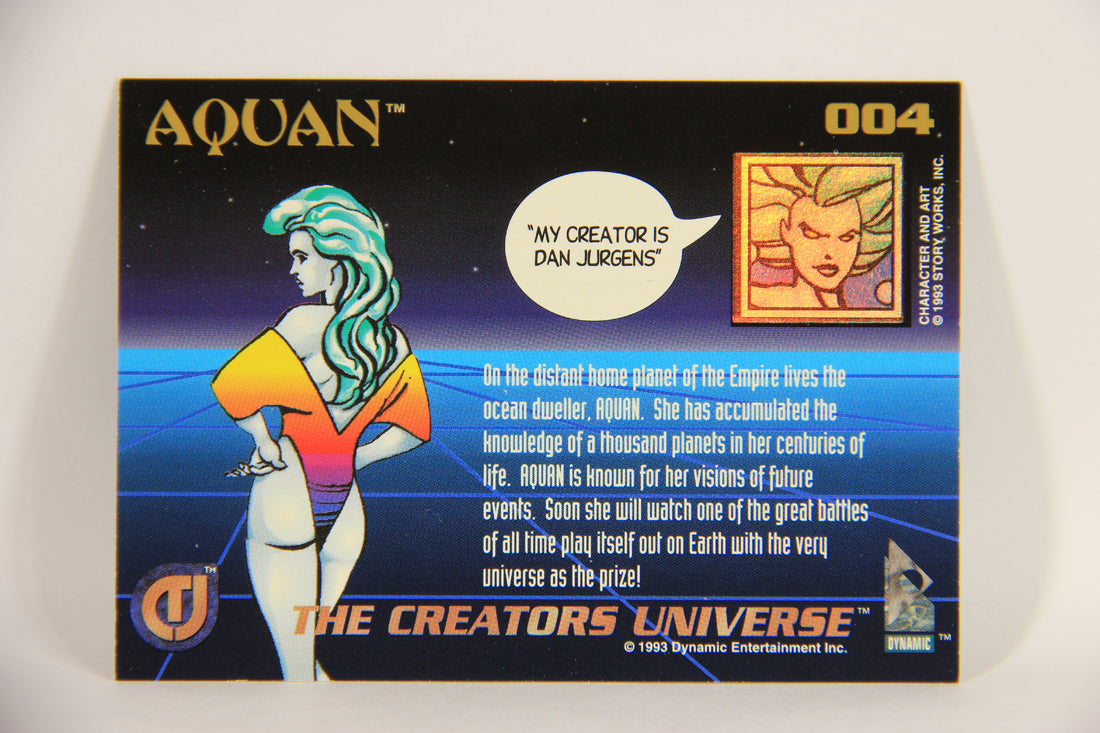 AQUAN™
004
"MY CREATOR IS
DAN JURGENS"
CHARACTER AND ART
© 1993 STORY WORKS, INC.
On the distant home planet of the Empire lives the
ocean dweller, AQUAN. She has accumulated the
knowledge of a thousand planets in her centuries of
life. AQUAN is known for her visions of future
events. Soon she will watch one of the great battles
of all time play itself out on Earth with the very
universe as the prize!
TM
THE CREATORS UNIVERSE™
© 1993 Dynamic Entertainment Inc.
DYNAMIC ™